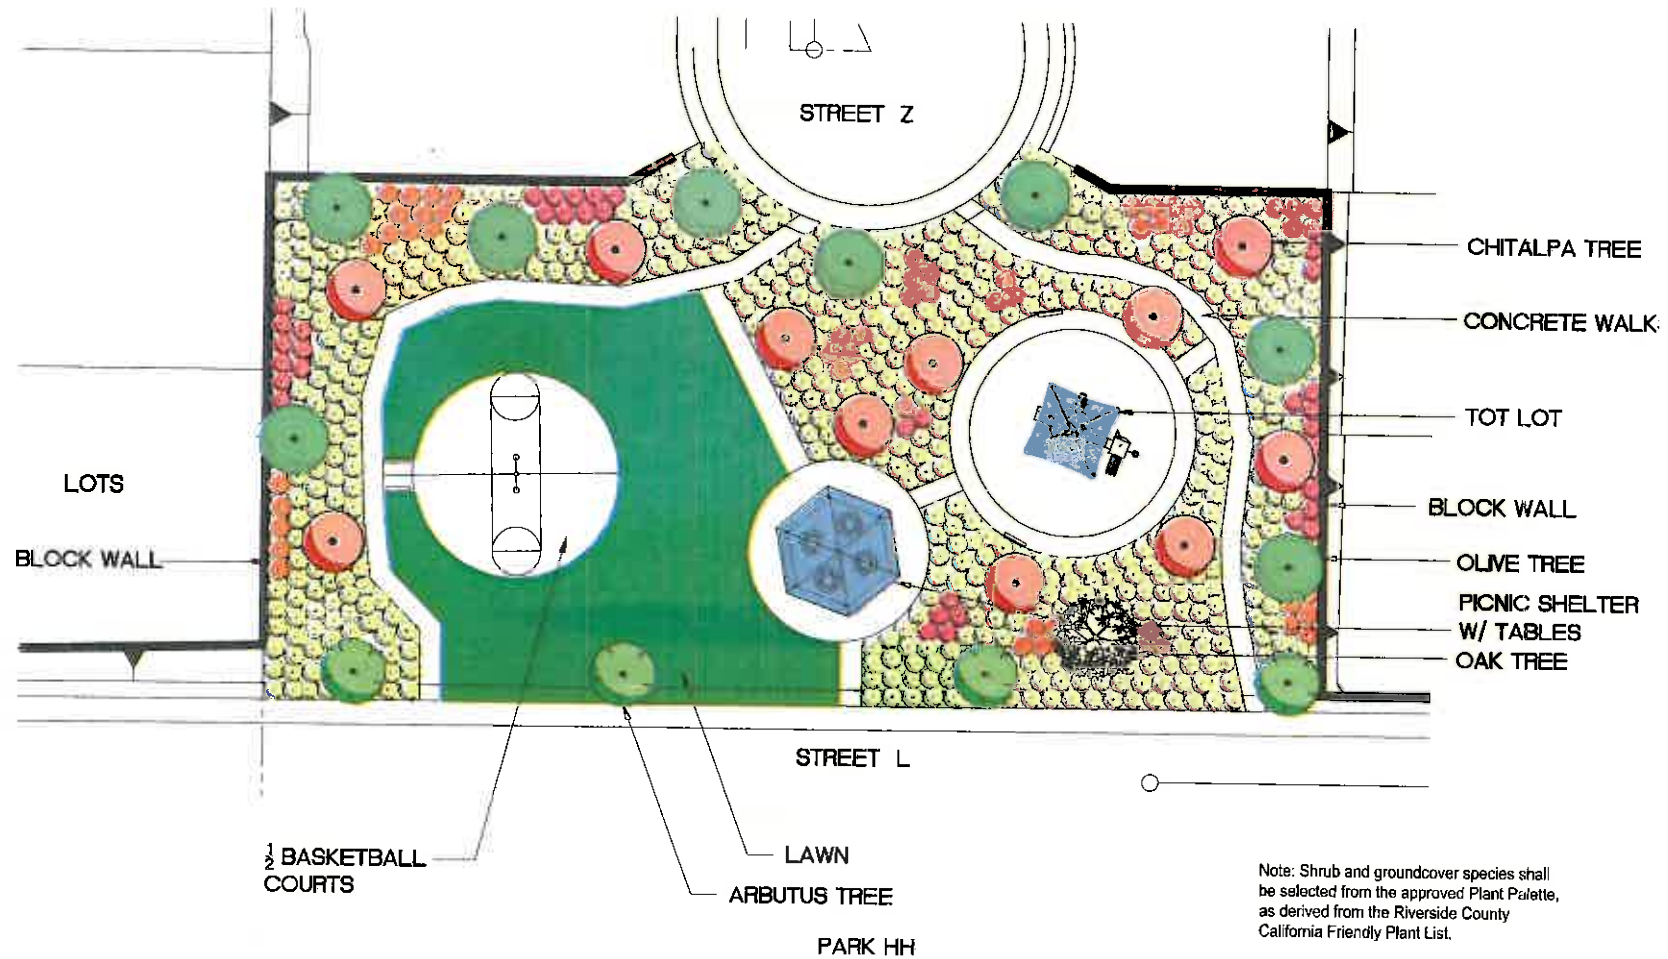 STREET Z
CHITALPA TREE
CONCRETE WALK
TOT LOT
LOTS
BLOCK WALL
BLOCK WALL
OLIVE TREE
PICNIC SHELTER
W/ TABLES
OAK TREE
STREET L
½ BASKETBALL
COURTS
LAWN
ARBUTUS TREE
Note: Shrub and groundcover species shall
be selected from the approved Plant Palette,
as derived from the Riverside County
California Friendly Plant List.
PARK HH